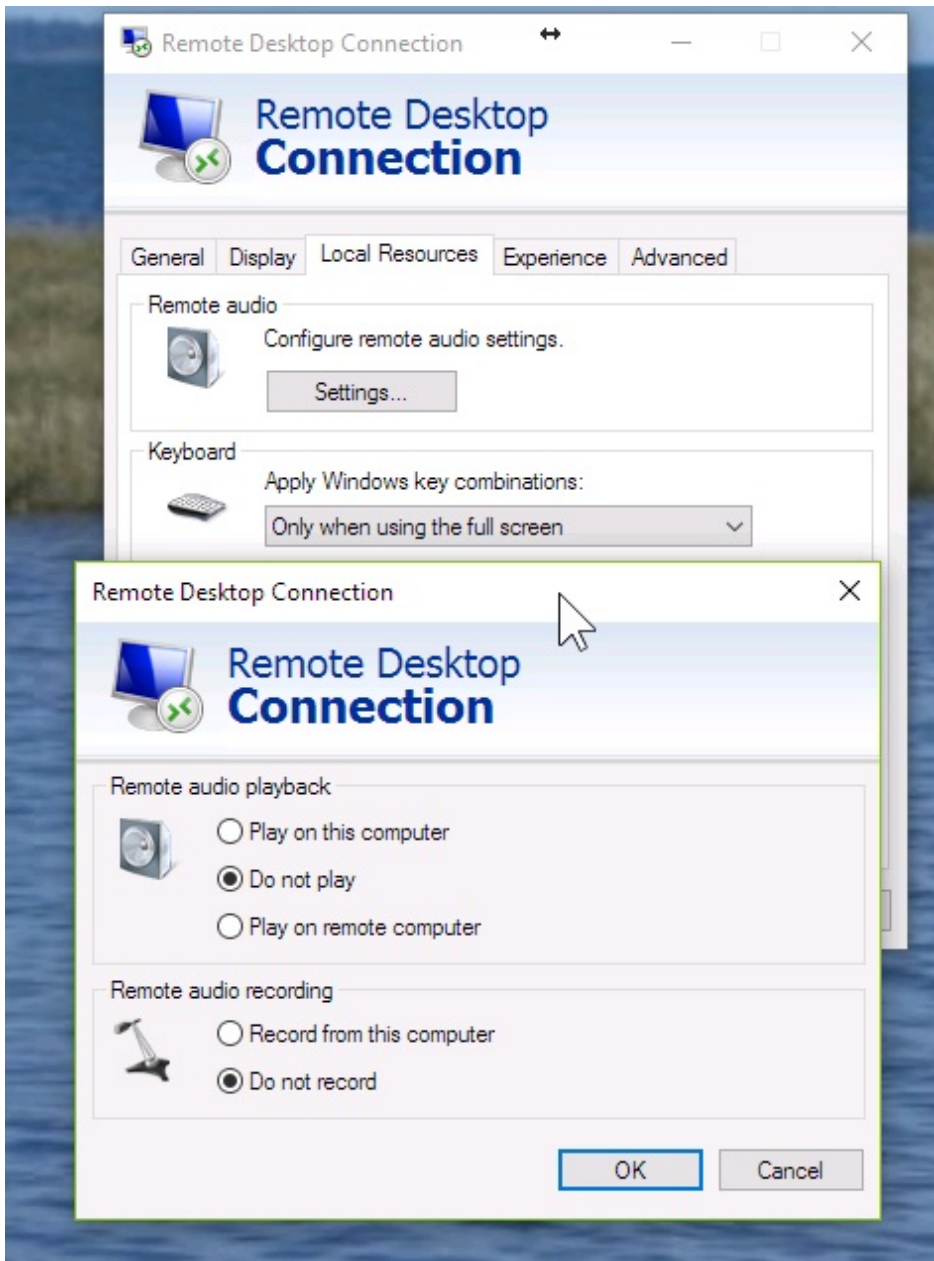 Remote Desktop Connection
Remote Desktop
Connection
General Display Local Resources Experience Advanced
Remote audio
Configure remote audio settings.
Settings...
Keyboard
Apply Windows key combinations:
Only when using the full screen
Remote Desktop Connection
Remote Desktop
Connection
Remote audio playback
Play on this computer
Do not play
Play on remote computer
Remote audio recording
Record from this computer
Do not record
OK Cancel